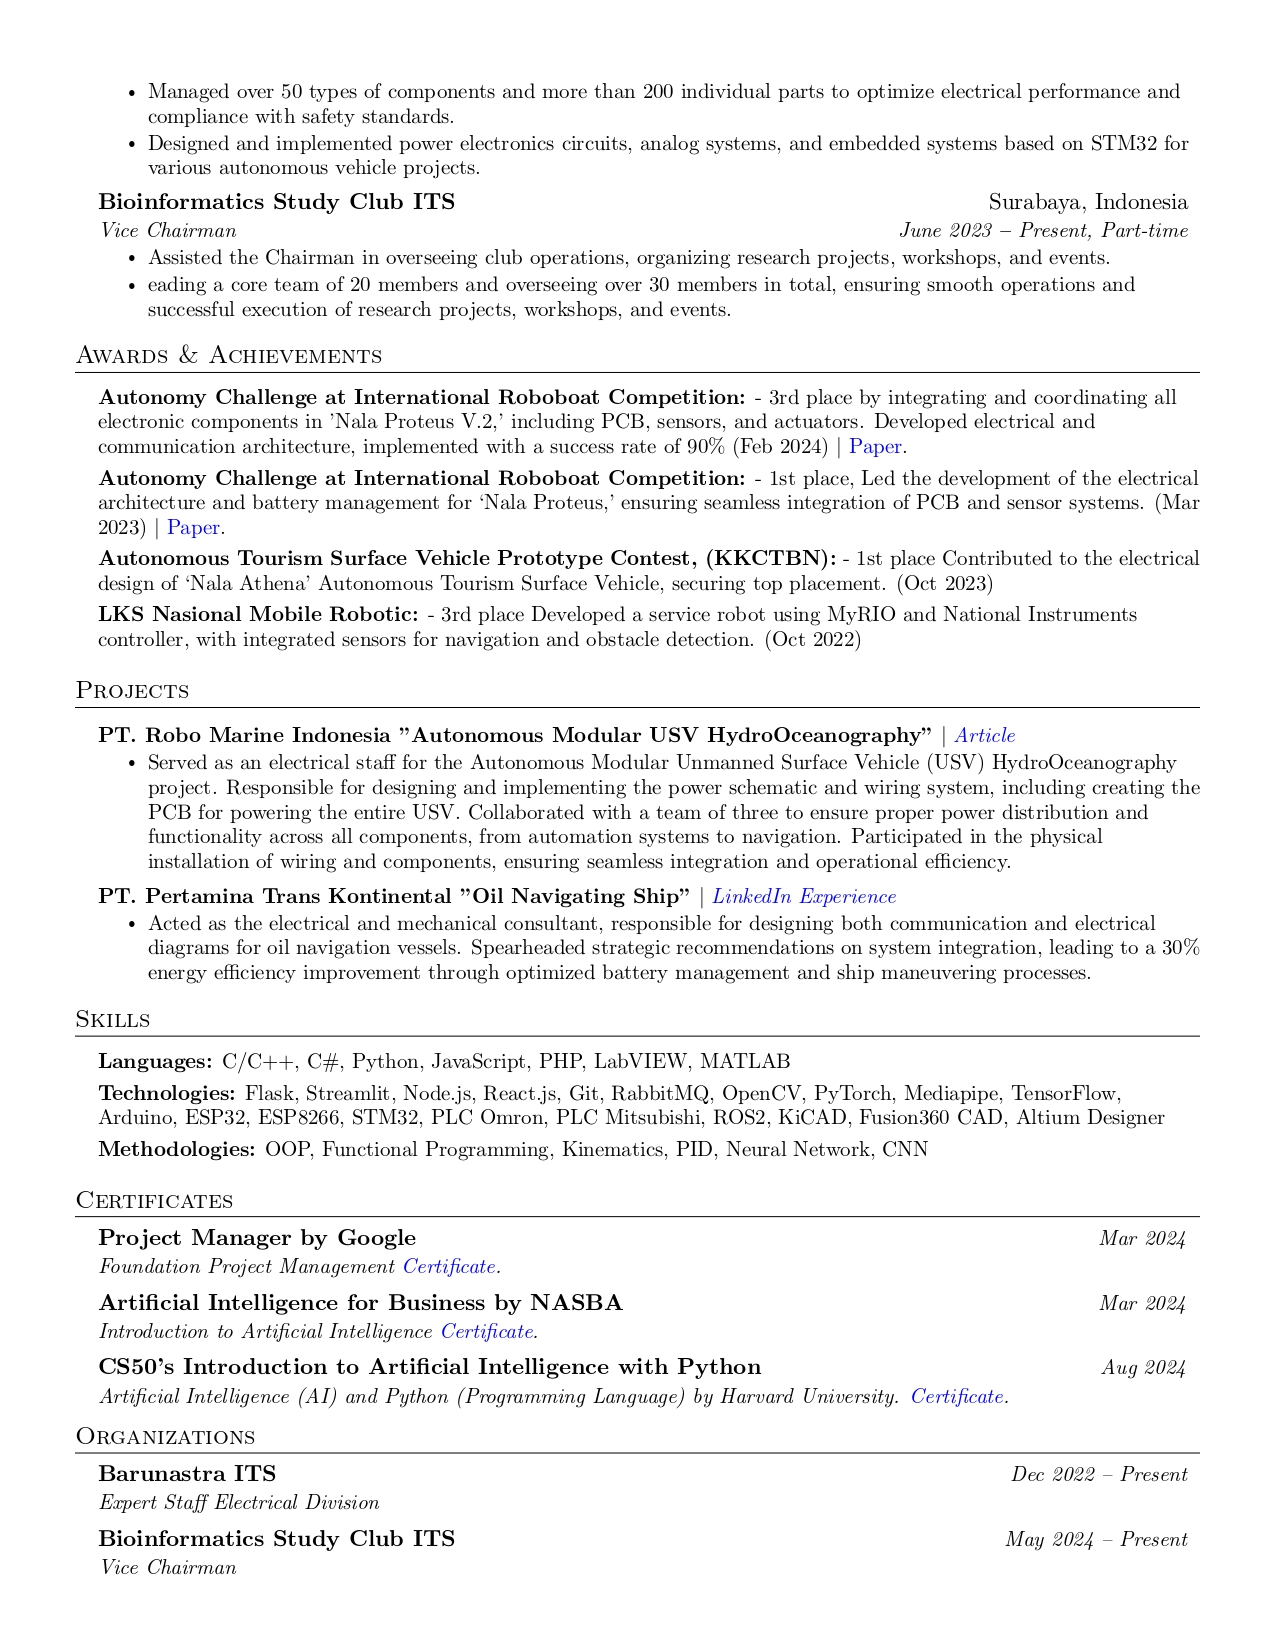 • Managed over 50 types of components and more than 200 individual parts to optimize electrical performance and
compliance with safety standards.
• Designed and implemented power electronics circuits, analog systems, and embedded systems based on STM32 for
various autonomous vehicle projects.
Bioinformatics Study Club ITS Surabaya, Indonesia
Vice Chairman June 2023 – Present, Part-time
• Assisted the Chairman in overseeing club operations, organizing research projects, workshops, and events.
• eading a core team of 20 members and overseeing over 30 members in total, ensuring smooth operations and
successful execution of research projects, workshops, and events.
Awards & Achievements
Autonomy Challenge at International Roboboat Competition: - 3rd place by integrating and coordinating all
electronic components in ’Nala Proteus V.2,’ including PCB, sensors, and actuators. Developed electrical and
communication architecture, implemented with a success rate of 90% (Feb 2024) | Paper.
Autonomy Challenge at International Roboboat Competition: - 1st place, Led the development of the electrical
architecture and battery management for ‘Nala Proteus,’ ensuring seamless integration of PCB and sensor systems. (Mar
2023) | Paper.
Autonomous Tourism Surface Vehicle Prototype Contest, (KKCTBN): - 1st place Contributed to the electrical
design of ‘Nala Athena’ Autonomous Tourism Surface Vehicle, securing top placement. (Oct 2023)
LKS Nasional Mobile Robotic: - 3rd place Developed a service robot using MyRIO and National Instruments
controller, with integrated sensors for navigation and obstacle detection. (Oct 2022)
Projects
PT. Robo Marine Indonesia ”Autonomous Modular USV HydroOceanography” | Article
• Served as an electrical staff for the Autonomous Modular Unmanned Surface Vehicle (USV) HydroOceanography
project. Responsible for designing and implementing the power schematic and wiring system, including creating the
PCB for powering the entire USV. Collaborated with a team of three to ensure proper power distribution and
functionality across all components, from automation systems to navigation. Participated in the physical
installation of wiring and components, ensuring seamless integration and operational efficiency.
PT. Pertamina Trans Kontinental ”Oil Navigating Ship” | LinkedIn Experience
• Acted as the electrical and mechanical consultant, responsible for designing both communication and electrical
diagrams for oil navigation vessels. Spearheaded strategic recommendations on system integration, leading to a 30%
energy efficiency improvement through optimized battery management and ship maneuvering processes.
Skills
Languages: C/C++, C#, Python, JavaScript, PHP, LabVIEW, MATLAB
Technologies: Flask, Streamlit, Node.js, React.js, Git, RabbitMQ, OpenCV, PyTorch, Mediapipe, TensorFlow,
Arduino, ESP32, ESP8266, STM32, PLC Omron, PLC Mitsubishi, ROS2, KiCAD, Fusion360 CAD, Altium Designer
Methodologies: OOP, Functional Programming, Kinematics, PID, Neural Network, CNN
Certificates
Project Manager by Google Mar 2024
Foundation Project Management Certificate.
Artificial Intelligence for Business by NASBA Mar 2024
Introduction to Artificial Intelligence Certificate.
CS50’s Introduction to Artificial Intelligence with Python Aug 2024
Artificial Intelligence (AI) and Python (Programming Language) by Harvard University. Certificate.
Organizations
Barunastra ITS Dec 2022 – Present
Expert Staff Electrical Division
Bioinformatics Study Club ITS May 2024 – Present
Vice Chairman